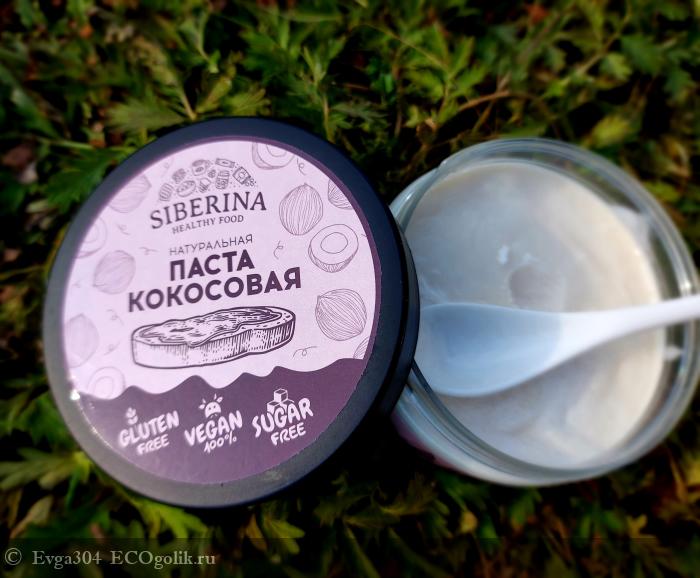 SIBERINA
HEALTHY FOOD
НАТУРАЛЬНАЯ
ПАСТА
КОКОСОВАЯ
GLUTEN
FREE
VEGAN
100%
SUGAR
FREE
© Evga304 ECOgolik.ru